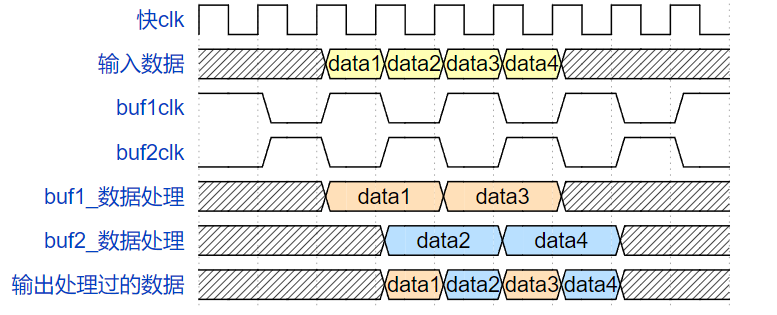 快clk
输入数据 data1 data2 data3 data4
buf1clk
buf2clk
buf1_数据处理 data1 data3
buf2_数据处理 data2 data4
输出处理过的数据 data1 data2 data3 data4